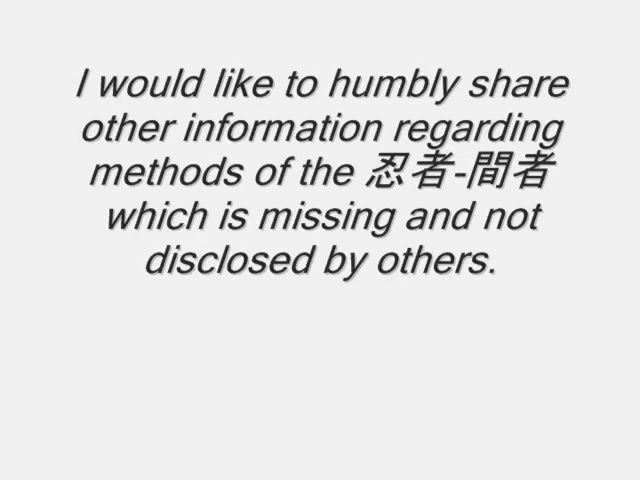 I would like to humbly share
other information regarding
methods of the 忍者-間者
which is missing and not
disclosed by others.